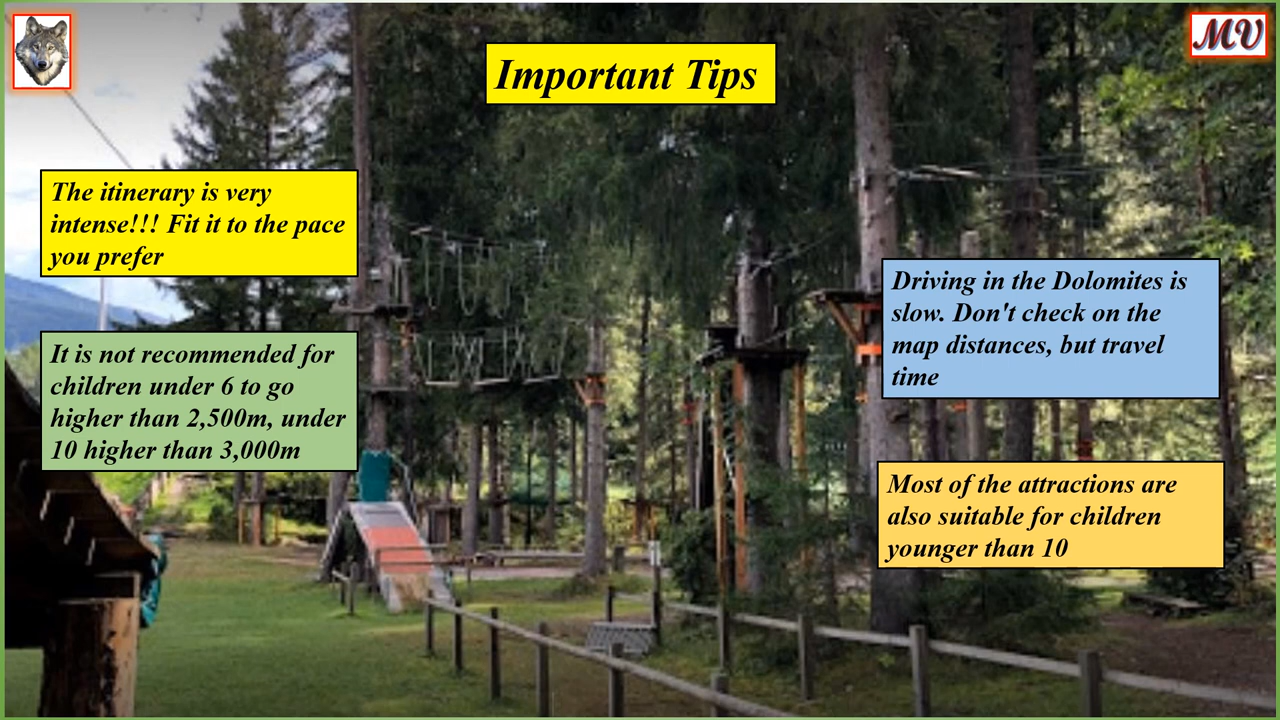 MV
Important Tips
The itinerary is very
intense!!! Fit it to the pace
you prefer
It is not recommended for
children under 6 to go
higher than 2,500m, under
10 higher than 3,000m
Driving in the Dolomites is
slow. Don't check on the
map distances, but travel
time
Most of the attractions are
also suitable for children
younger than 10